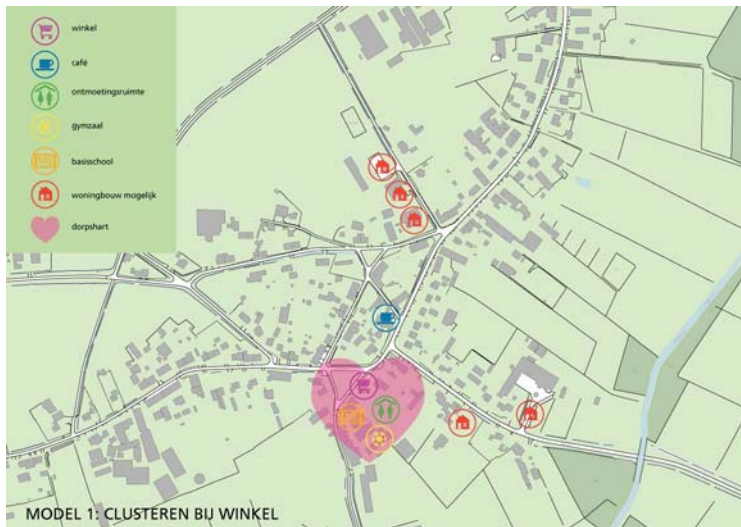 winkel
café
ontmoetingsruimte
gymzaal
basisschool
woningbouw mogelijk
dorpshart
MODEL 1: CLUSTEREN BIJ WINKEL